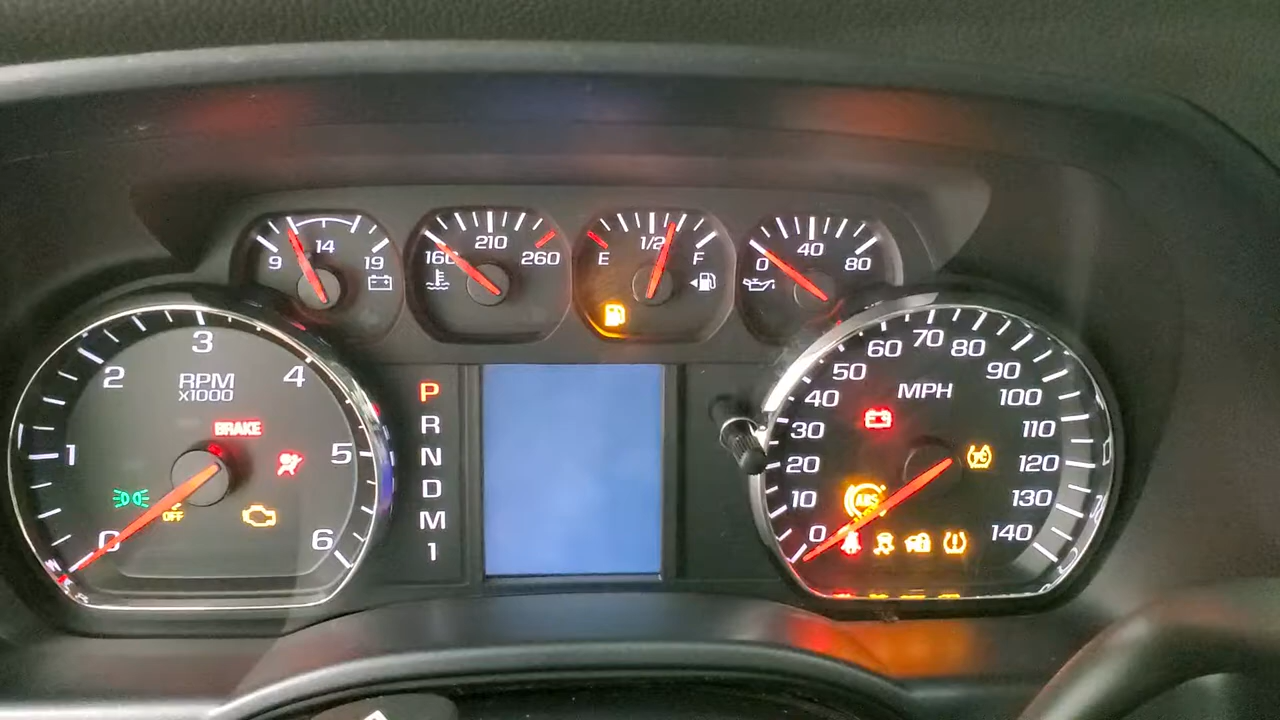 9 14 19
160 210 260
E 1/2 F
0 40 80
0 1 2 3 4 5 6
RPM
x1000
BRAKE
OFF
P
R
N
D
M
1
0 10 20 30 40 50 60 70 80 90 100 110 120 130 140
MPH
ABS